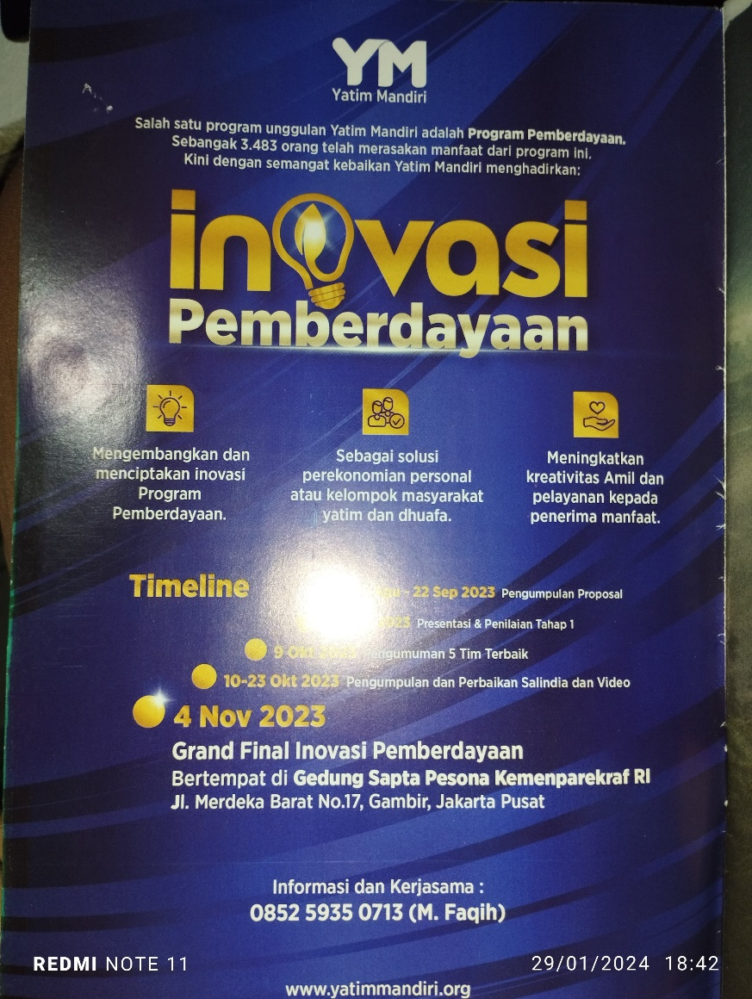 YM
Yatim Mandiri
Salah satu program unggulan Yatim Mandiri adalah Program Pemberdayaan.
Sebangak 3.483 orang telah merasakan manfaat dari program ini.
Kini dengan semangat kebaikan Yatim Mandiri menghadirkan:
inovasi
Pemberdayaan
Mengembangkan dan
menciptakan inovasi
Program
Pemberdayaan.
Sebagai solusi
perekonomian personal
atau kelompok masyarakat
yatim dan dhuafa.
Meningkatkan
kreativitas Amil dan
pelayanan kepada
penerima manfaat.
Timeline
- 22 Sep 2023 Pengumpulan Proposal
2023 Presentasi & Penilaian Tahap 1
9 Okt 2023 Pengumuman 5 Tim Terbaik
10-23 Okt 2023 Pengumpulan dan Perbaikan Salindia dan Video
4 Nov 2023
Grand Final Inovasi Pemberdayaan
Bertempat di Gedung Sapta Pesona Kemenparekraf RI
Jl. Merdeka Barat No.17, Gambir, Jakarta Pusat
Informasi dan Kerjasama :
0852 5935 0713 (M. Faqih)
REDMI NOTE 11
29/01/2024 18:42
www.yatimmandiri.org